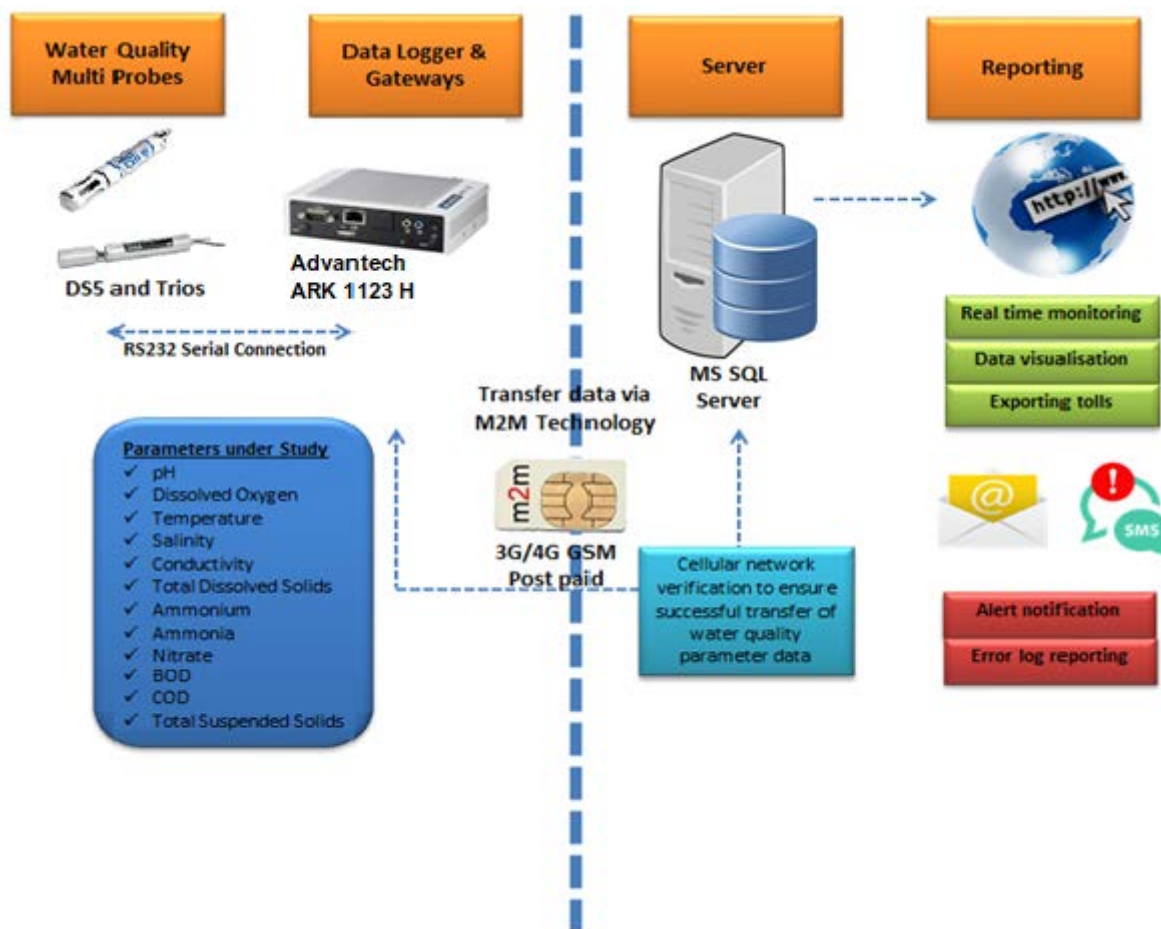 Water Quality
Multi Probes
Data Logger &
Gateways
Server
Reporting
http://ww
Advantech
ARK 1123 H
DS5 and Trios
RS232 Serial Connection
MS SQL
Server
Real time monitoring
Data visualisation
Exporting tolls
Transfer data via
M2M Technology
m2m
3G/4G GSM
Post paid
Parameters under Study
✓ pH
✓ Dissolved Oxygen
✓ Temperature
✓ Salinity
✓ Conductivity
✓ Total Dissolved Solids
✓ Ammonium
✓ Ammonia
✓ Nitrate
✓ BOD
✓ COD
✓ Total Suspended Solids
Cellular network
verification to ensure
successful transfer of
water quality
parameter data
@
!
SMS
Alert notification
Error log reporting